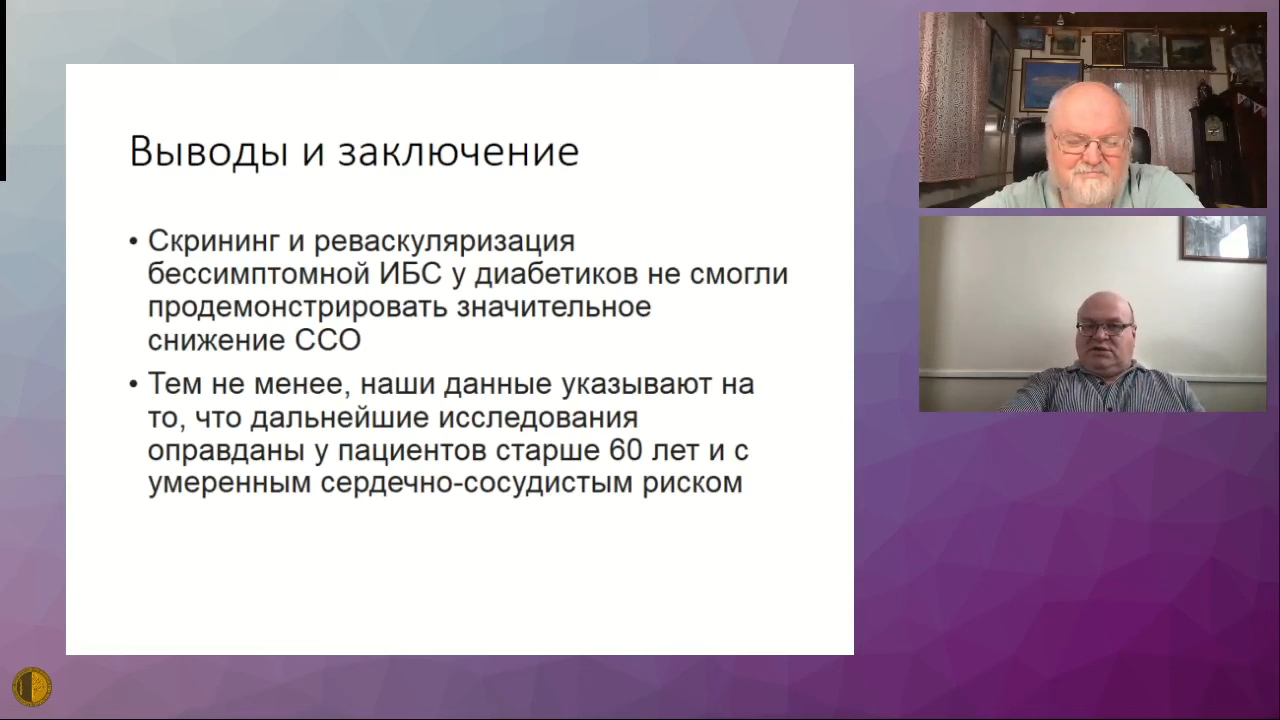 Выводы и заключение
• Скрининг и реваскуляризация
бессимптомной ИБС у диабетиков не смогли
продемонстрировать значительное
снижение ССО
• Тем не менее, наши данные указывают на
то, что дальнейшие исследования
оправданы у пациентов старше 60 лет и с
умеренным сердечно-сосудистым риском